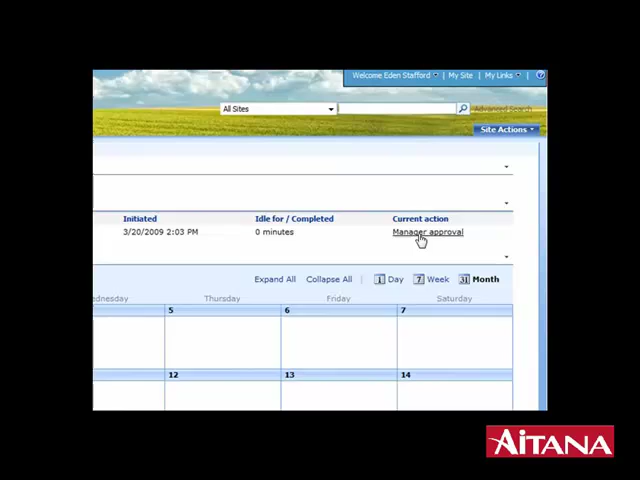 Welcome Eden Stafford | My Site | My Links
All Sites
Advanced Search
Site Actions
Initiated Idle for / Completed Current action
3/20/2009 2:03 PM 0 minutes Manager approval
Expand All Collapse All | 1 Day 7 Week 31 Month
Thursday Friday Saturday
5 6 7
12 13 14
AiTANA